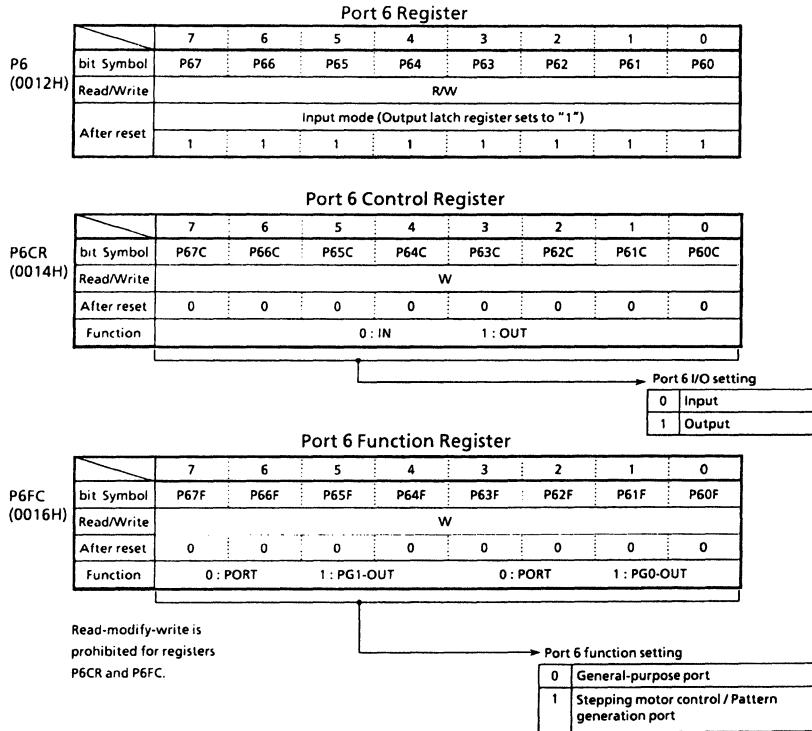 Port 6 Register
7 6 5 4 3 2 1 0
P6 (0012H)
bit Symbol P67 P66 P65 P64 P63 P62 P61 P60
Read/Write R/W
After reset Input mode (Output latch register sets to "1")
1 1 1 1 1 1 1 1
Port 6 Control Register
7 6 5 4 3 2 1 0
P6CR (0014H)
bit Symbol P67C P66C P65C P64C P63C P62C P61C P60C
Read/Write W
After reset 0 0 0 0 0 0 0 0
Function 0 : IN 1 : OUT
Port 6 I/O setting
0 Input
1 Output
Port 6 Function Register
7 6 5 4 3 2 1 0
P6FC (0016H)
bit Symbol P67F P66F P65F P64F P63F P62F P61F P60F
Read/Write W
After reset 0 0 0 0 0 0 0 0
Function 0 : PORT 1 : PG1-OUT 0 : PORT 1 : PG0-OUT
Read-modify-write is
prohibited for registers
P6CR and P6FC.
Port 6 function setting
0 General-purpose port
1 Stepping motor control / Pattern
generation port